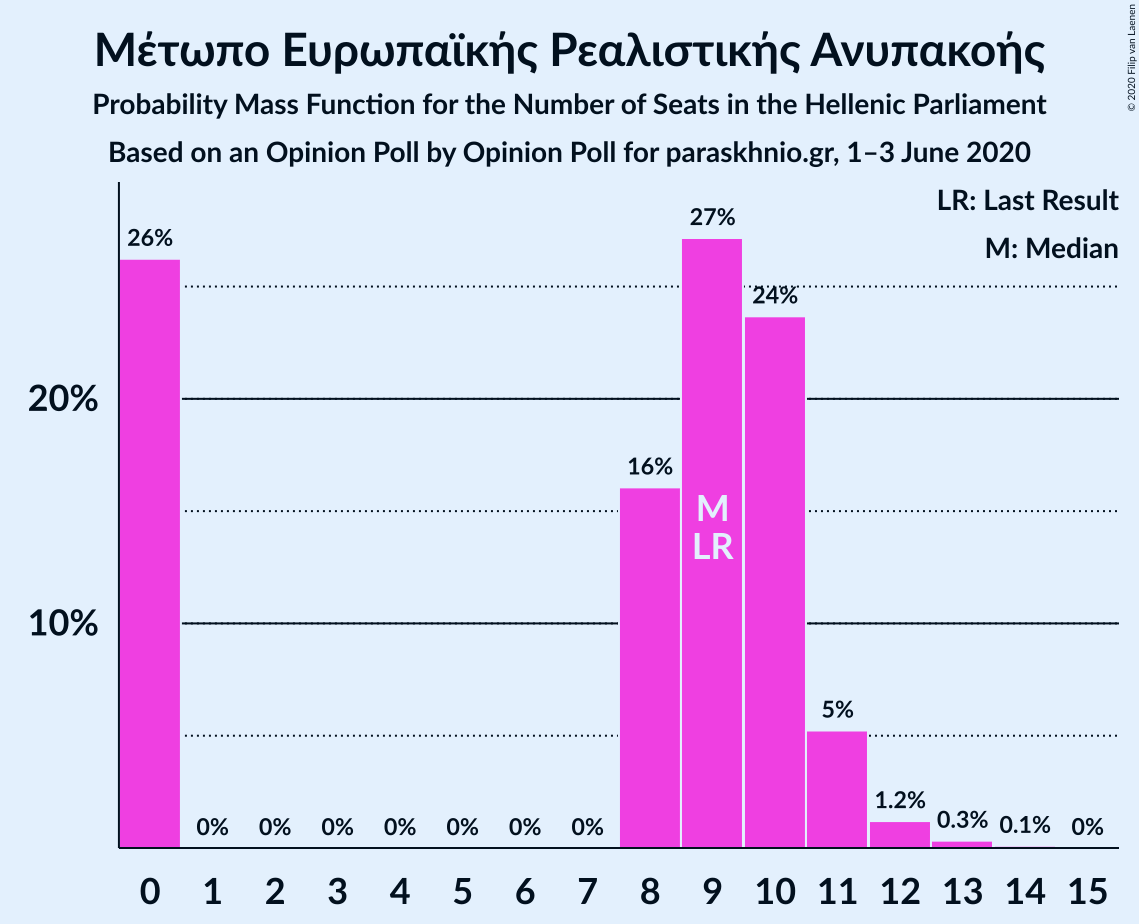 Μέτωπο Ευρωπαϊκής Ρεαλιστικής Ανυπακοής
Probability Mass Function for the Number of Seats in the Hellenic Parliament
Based on an Opinion Poll by Opinion Poll for paraskhnio.gr, 1–3 June 2020
© 2020 Filip van Laenen
LR: Last Result
M: Median
26% 0% 0% 0% 0% 0% 0% 0% 16% 27% 24% 5% 1.2% 0.3% 0.1% 0%
M
LR
20%
10%
0 1 2 3 4 5 6 7 8 9 10 11 12 13 14 15